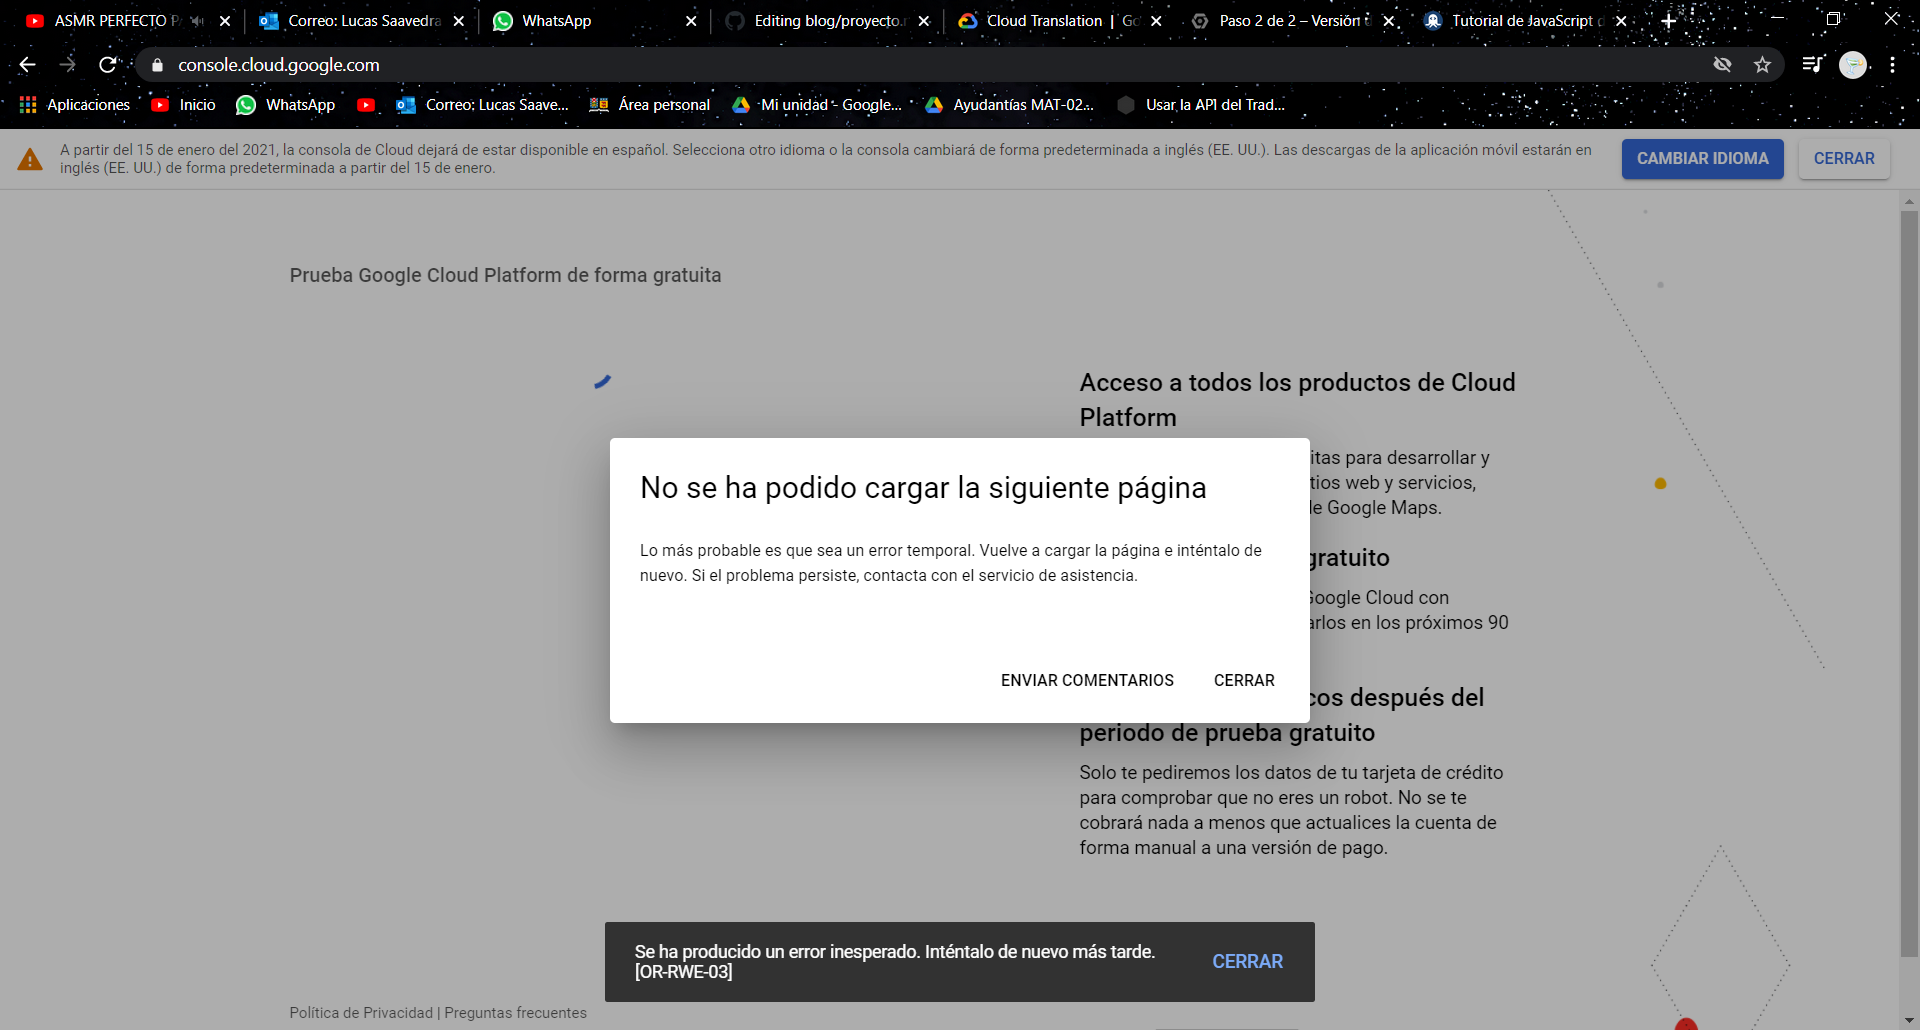 ASMR PERFECTO P
Correo: Lucas Saavedra
WhatsApp
Editing blog/proyecto.r
Cloud Translation | Go
Paso 2 de 2 – Versión
Tutorial de JavaScript d
console.cloud.google.com
Aplicaciones
Inicio
WhatsApp
Correo: Lucas Saave...
Área personal
Mi unidad - Google...
Ayudantías MAT-02...
Usar la API del Trad...
A partir del 15 de enero del 2021, la consola de Cloud dejará de estar disponible en español. Selecciona otro idioma o la consola cambiará de forma predeterminada a inglés (EE. UU.). Las descargas de la aplicación móvil estarán en
inglés (EE. UU.) de forma predeterminada a partir del 15 de enero.
CAMBIAR IDIOMA
CERRAR
Prueba Google Cloud Platform de forma gratuita
Acceso a todos los productos de Cloud
Platform
itas para desarrollar y
tios web y servicios,
le Google Maps.
gratuito
Google Cloud con
arlos en los próximos 90
cos después del
periodo de prueba gratuito
Solo te pediremos los datos de tu tarjeta de crédito
para comprobar que no eres un robot. No se te
cobrará nada a menos que actualices la cuenta de
forma manual a una versión de pago.
No se ha podido cargar la siguiente página
Lo más probable es que sea un error temporal. Vuelve a cargar la página e inténtalo de
nuevo. Si el problema persiste, contacta con el servicio de asistencia.
ENVIAR COMENTARIOS
CERRAR
Se ha producido un error inesperado. Inténtalo de nuevo más tarde.
[OR-RWE-03]
CERRAR
Política de Privacidad | Preguntas frecuentes